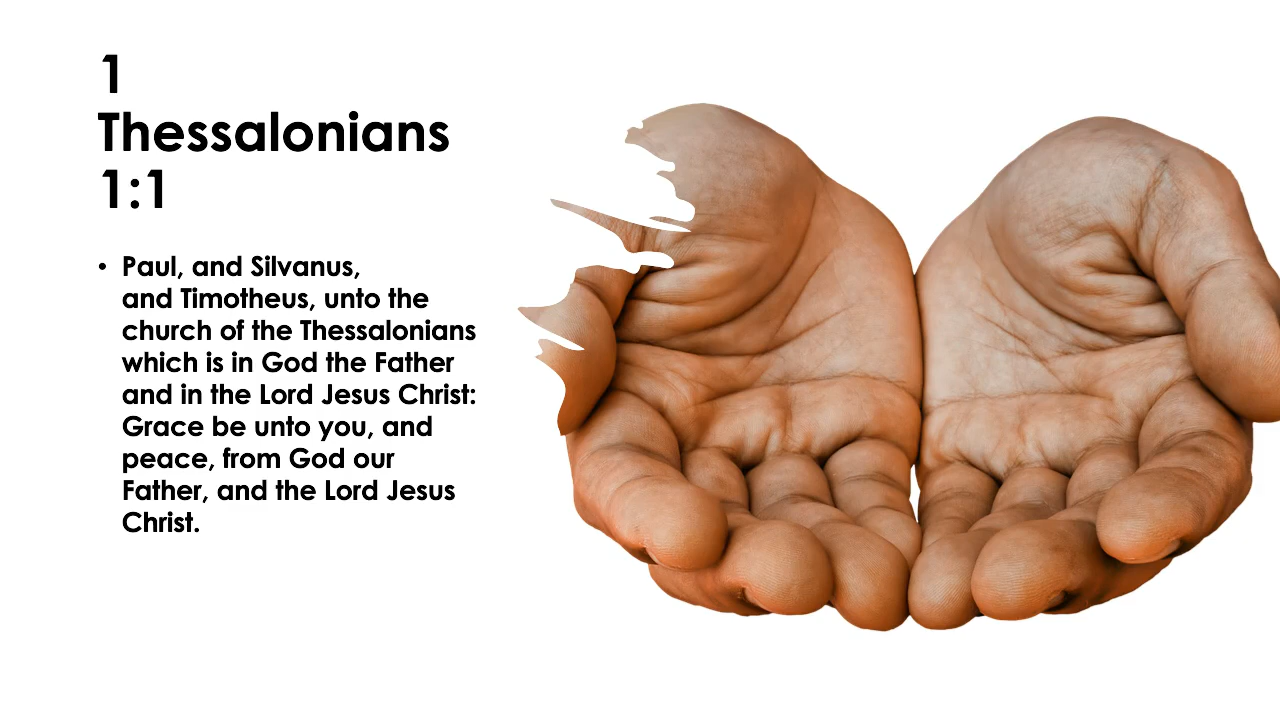 1
Thessalonians
1:1
• Paul, and Silvanus,
and Timotheus, unto the
church of the Thessalonians
which is in God the Father
and in the Lord Jesus Christ:
Grace be unto you, and
peace, from God our
Father, and the Lord Jesus
Christ.